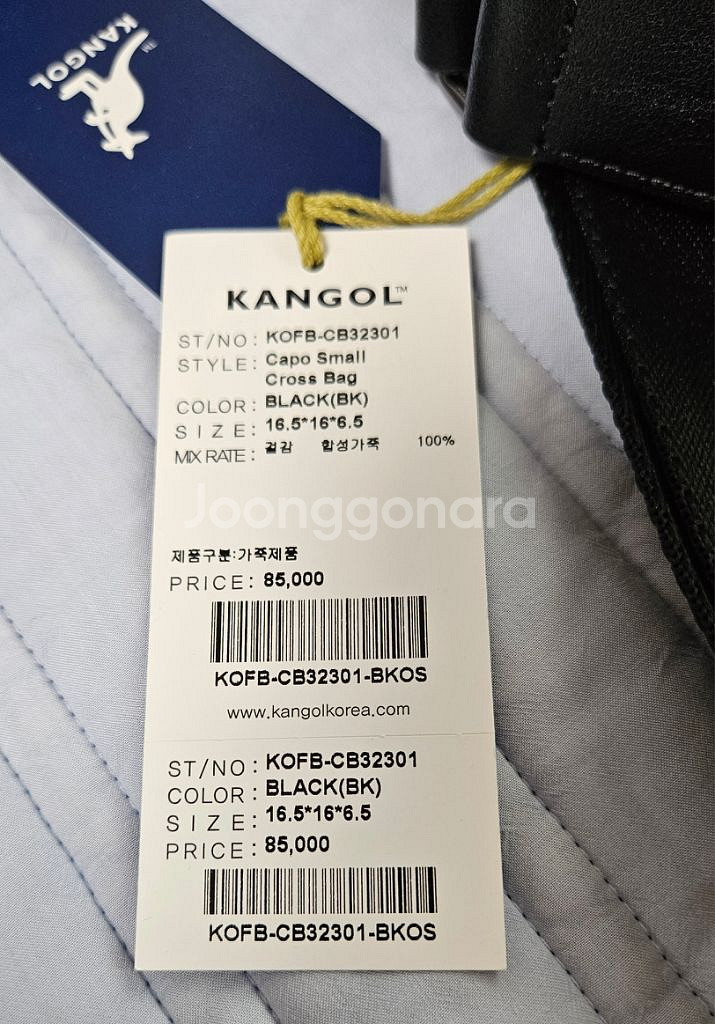 KANGOL™
KANGOL™
ST/NO : KOFB-CB32301
STYLE : Capo Small
Cross Bag
COLOR : BLACK(BK)
SIZE : 16.5*16*6.5
MIX RATE : 겉감 합성가죽 100%
Joonggonara
제품구분:가죽제품
PRICE : 85,000
KOFB-CB32301-BKOS
www.kangolkorea.com
ST/NO : KOFB-CB32301
COLOR : BLACK(BK)
SIZE : 16.5*16*6.5
PRICE : 85,000
KOFB-CB32301-BKOS